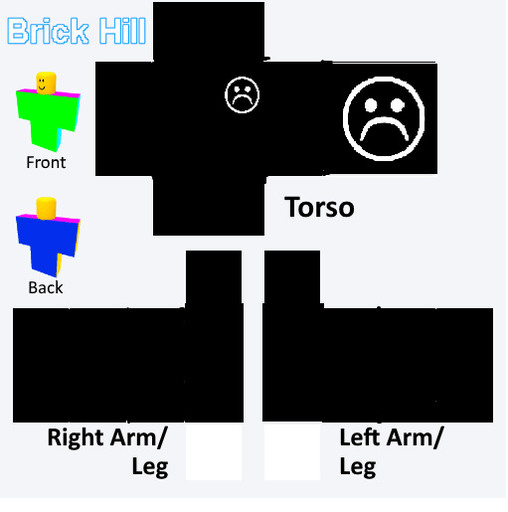 Brick Hill
Front
Torso
Back
Right Arm/
Leg
Left Arm/
Leg